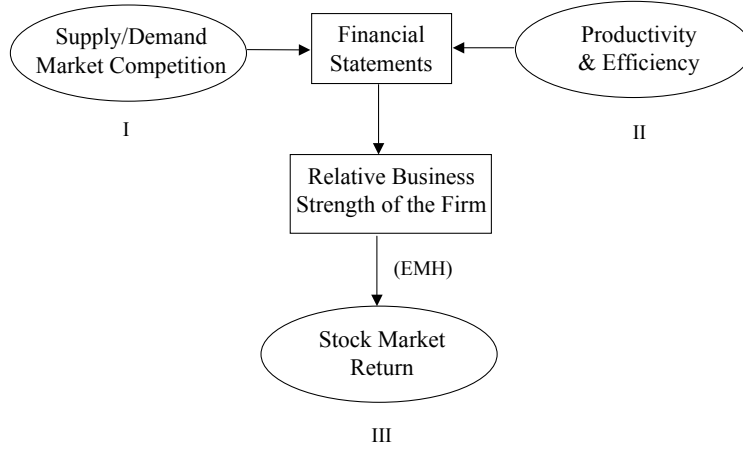 Supply/Demand
Market Competition
Financial
Statements
Productivity
& Efficiency
I
II
Relative Business
Strength of the Firm
(EMH)
Stock Market
Return
III